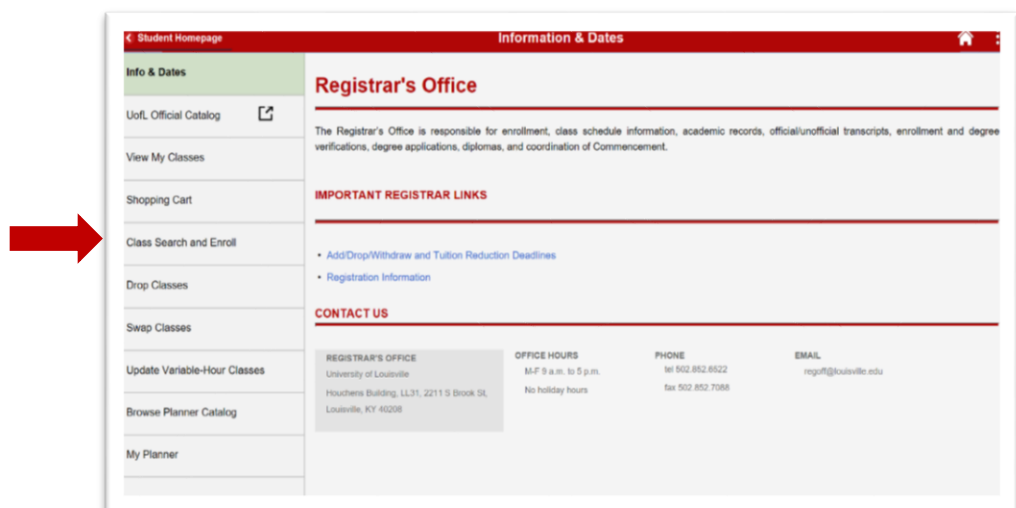 Student Homepage
Information & Dates
Info & Dates
UofL Official Catalog
View My Classes
Shopping Cart
Class Search and Enroll
Drop Classes
Swap Classes
Update Variable-Hour Classes
Browse Planner Catalog
My Planner
Registrar's Office
The Registrar's Office is responsible for enrollment, class schedule information, academic records, official/unofficial transcripts, enrollment and degree
verifications, degree applications, diplomas, and coordination of Commencement.
IMPORTANT REGISTRAR LINKS
• Add/Drop/Withdraw and Tuition Reduction Deadlines
• Registration Information
CONTACT US
REGISTRAR'S OFFICE
University of Louisville
Houchens Building, LL31, 2211 S Brook St,
Louisville, KY 40208
OFFICE HOURS
M-F 9 a.m. to 5 p.m.
No holiday hours
PHONE
tel 502.852.6522
fax 502.852.7088
EMAIL
regoff@louisville.edu